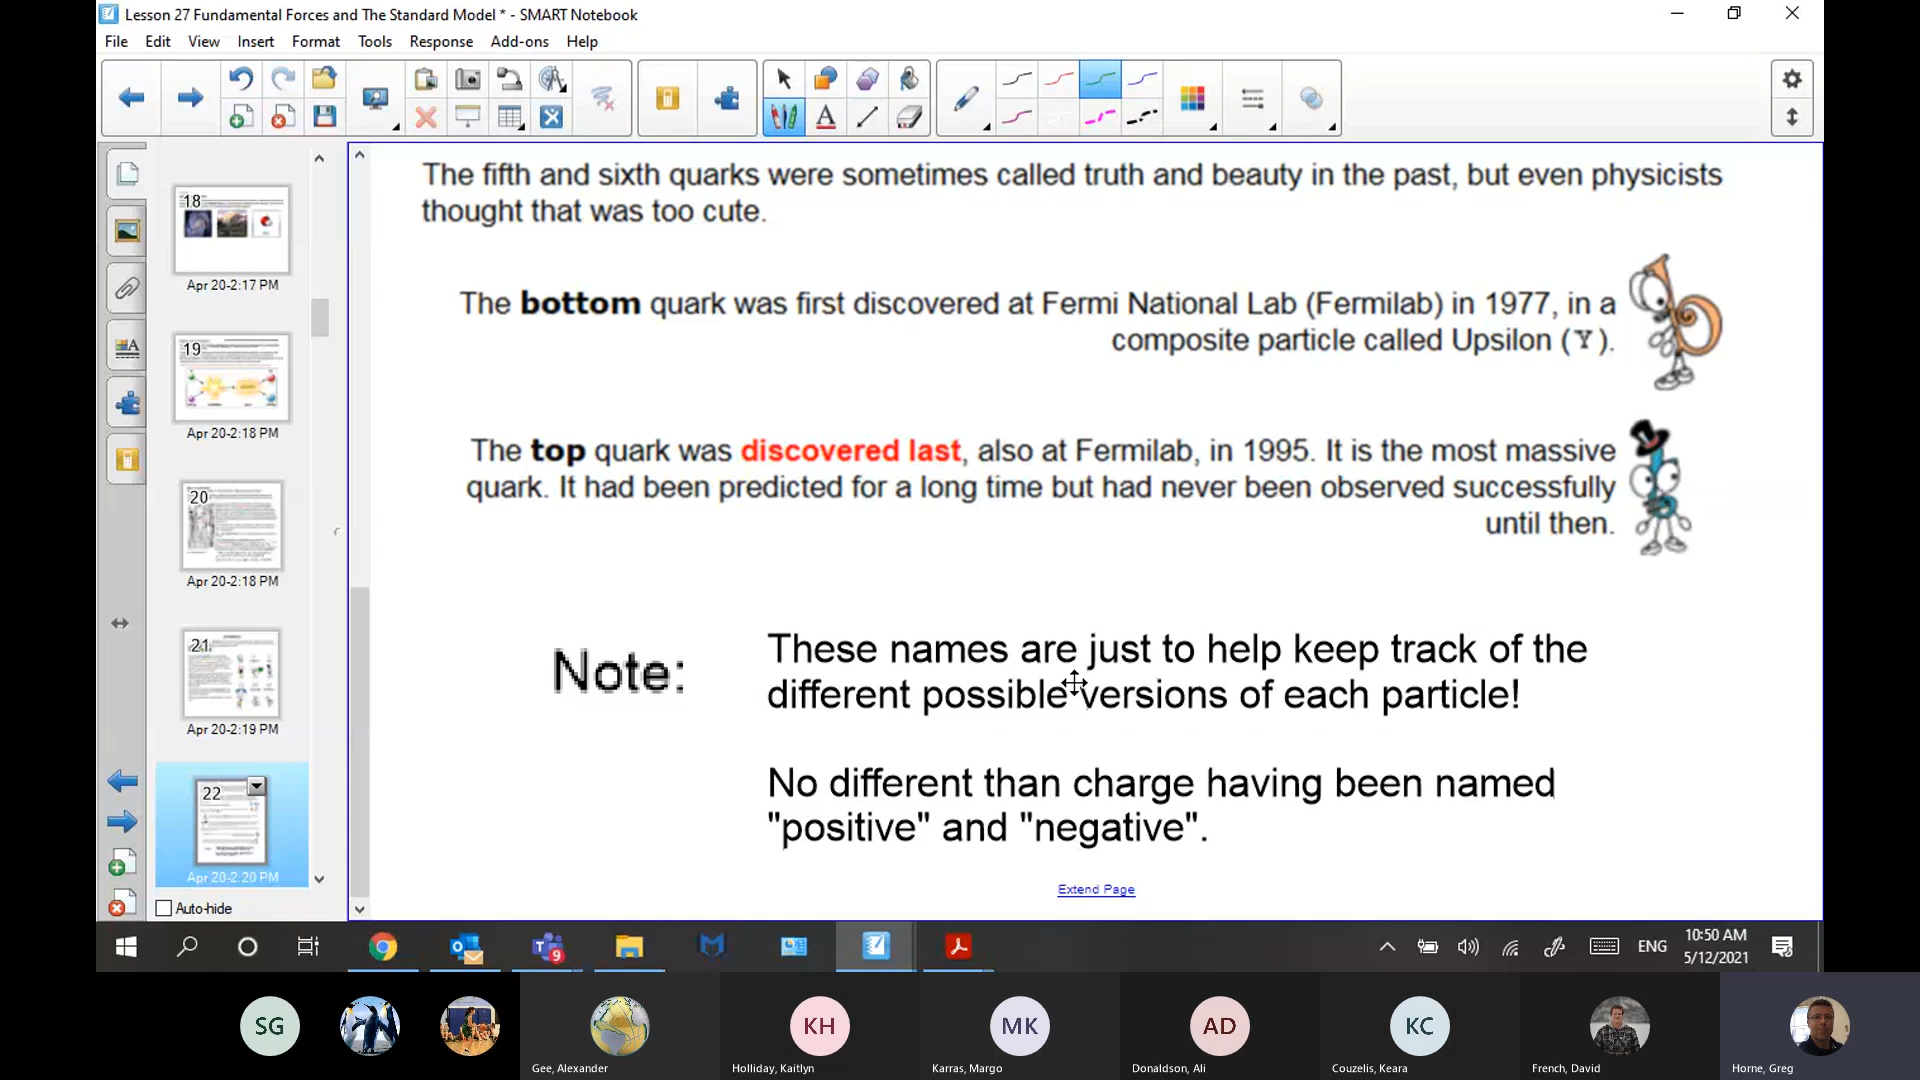 Lesson 27 Fundamental Forces and The Standard Model * - SMART Notebook
File Edit View Insert Format Tools Response Add-ons Help
18
Apr 20-2:17 PM
19
Apr 20-2:18 PM
20
Apr 20-2:18 PM
21
Apr 20-2:19 PM
22
Apr 20-2:20 PM
Auto-hide
The fifth and sixth quarks were sometimes called truth and beauty in the past, but even physicists
thought that was too cute.
The bottom quark was first discovered at Fermi National Lab (Fermilab) in 1977, in a
composite particle called Upsilon (ϒ).
The top quark was discovered last, also at Fermilab, in 1995. It is the most massive
quark. It had been predicted for a long time but had never been observed successfully
until then.
Note:
These names are just to help keep track of the
different possible versions of each particle!
No different than charge having been named
"positive" and "negative".
Extend Page
9
ENG
10:50 AM
5/12/2021
SG
KH
MK
AD
KC
Gee, Alexander
Holliday, Kaitlyn
Karras, Margo
Donaldson, Ali
Couzelis, Keara
French, David
Horne, Greg